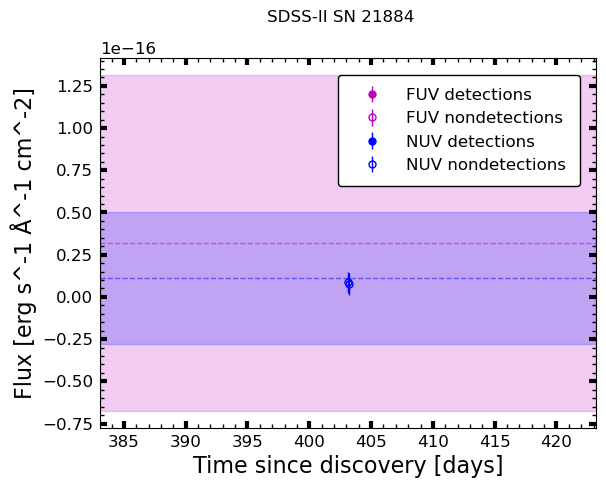 SDSS-II SN 21884
1e−16
FUV detections
FUV nondetections
NUV detections
NUV nondetections
1.25
1.00
0.75
0.50
0.25
0.00
−0.25
−0.50
−0.75
Flux [erg s^-1 Å^-1 cm^-2]
385 390 395 400 405 410 415 420
Time since discovery [days]